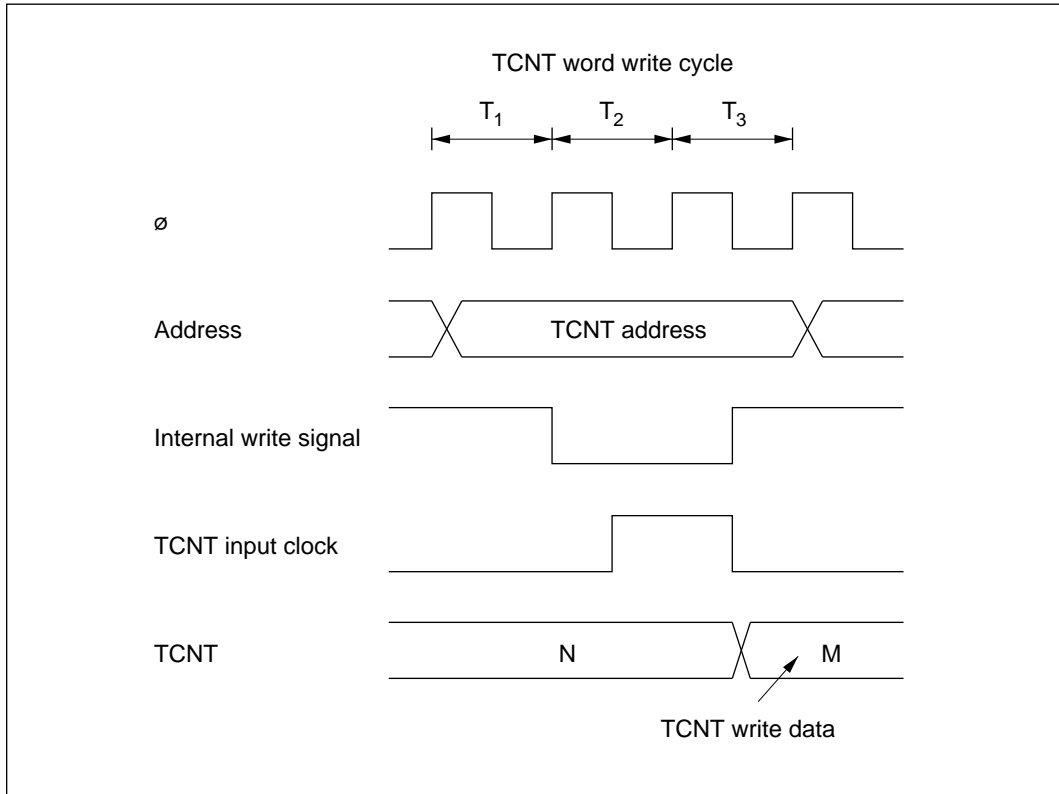 TCNT word write cycle
T1 T2 T3
ø
Address
TCNT address
Internal write signal
TCNT input clock
TCNT
N
M
TCNT write data